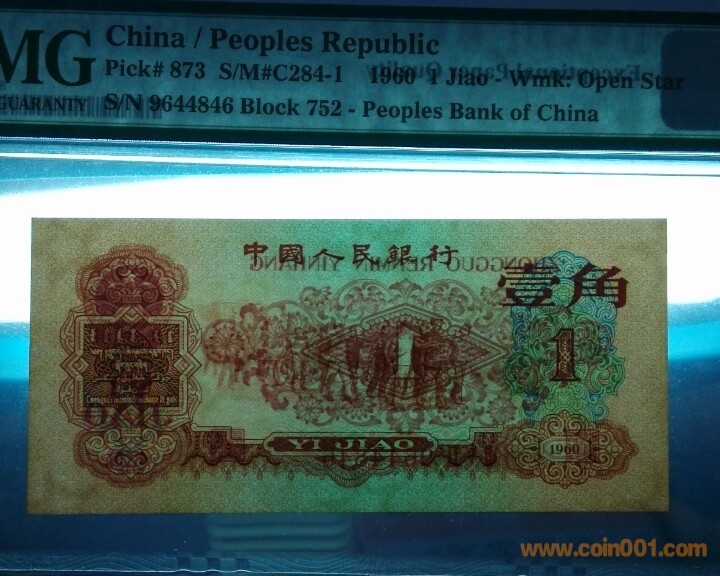 MG
GUARANTY
China / Peoples Republic
Pick# 873 S/M#C284-1 1960 1 Jiao - Wmk: Open Star
S/N 9644846 Block 752 - Peoples Bank of China
中國人民銀行
壹角
1
YI JIAO
1960
www.coin001.com